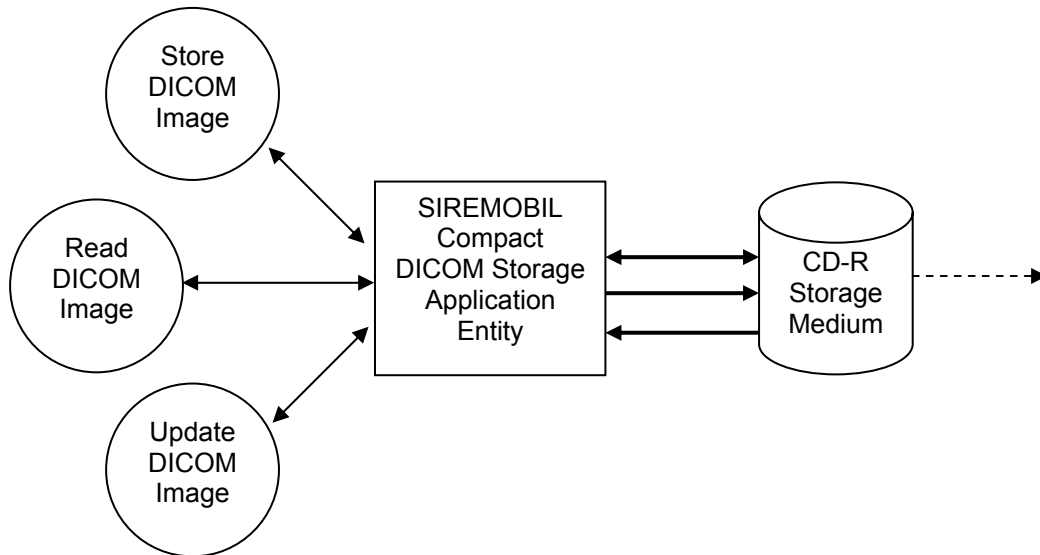 Store
DICOM
Image
Read
DICOM
Image
Update
DICOM
Image
SIREMOBIL
Compact
DICOM Storage
Application
Entity
CD-R
Storage
Medium